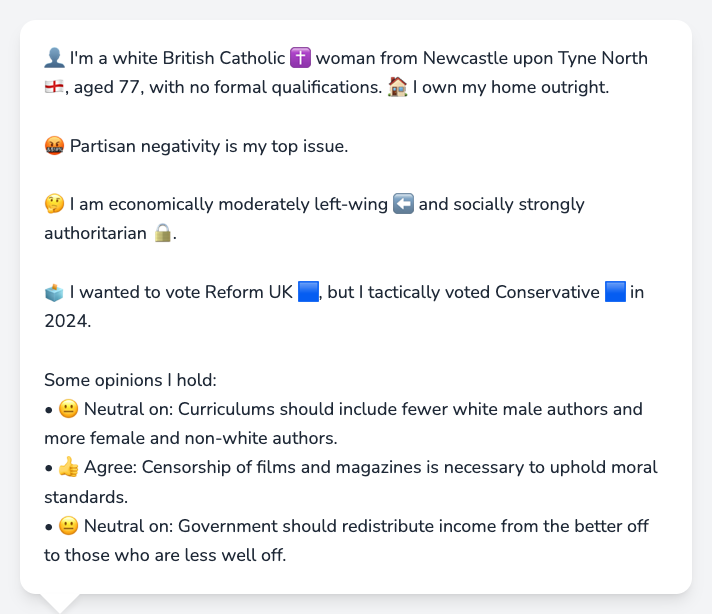 👤 I'm a white British Catholic ✝️ woman from Newcastle upon Tyne North
🏴󠁧󠁢󠁥󠁮󠁧󠁿, aged 77, with no formal qualifications. 🏠 I own my home outright.
🤬 Partisan negativity is my top issue.
🤔 I am economically moderately left-wing ⬅️ and socially strongly
authoritarian 🔒.
🗳️ I wanted to vote Reform UK 🟦, but I tactically voted Conservative 🟦 in
2024.
Some opinions I hold:
• 😐 Neutral on: Curriculums should include fewer white male authors and
more female and non-white authors.
• 👍 Agree: Censorship of films and magazines is necessary to uphold moral
standards.
• 😐 Neutral on: Government should redistribute income from the better off
to those who are less well off.